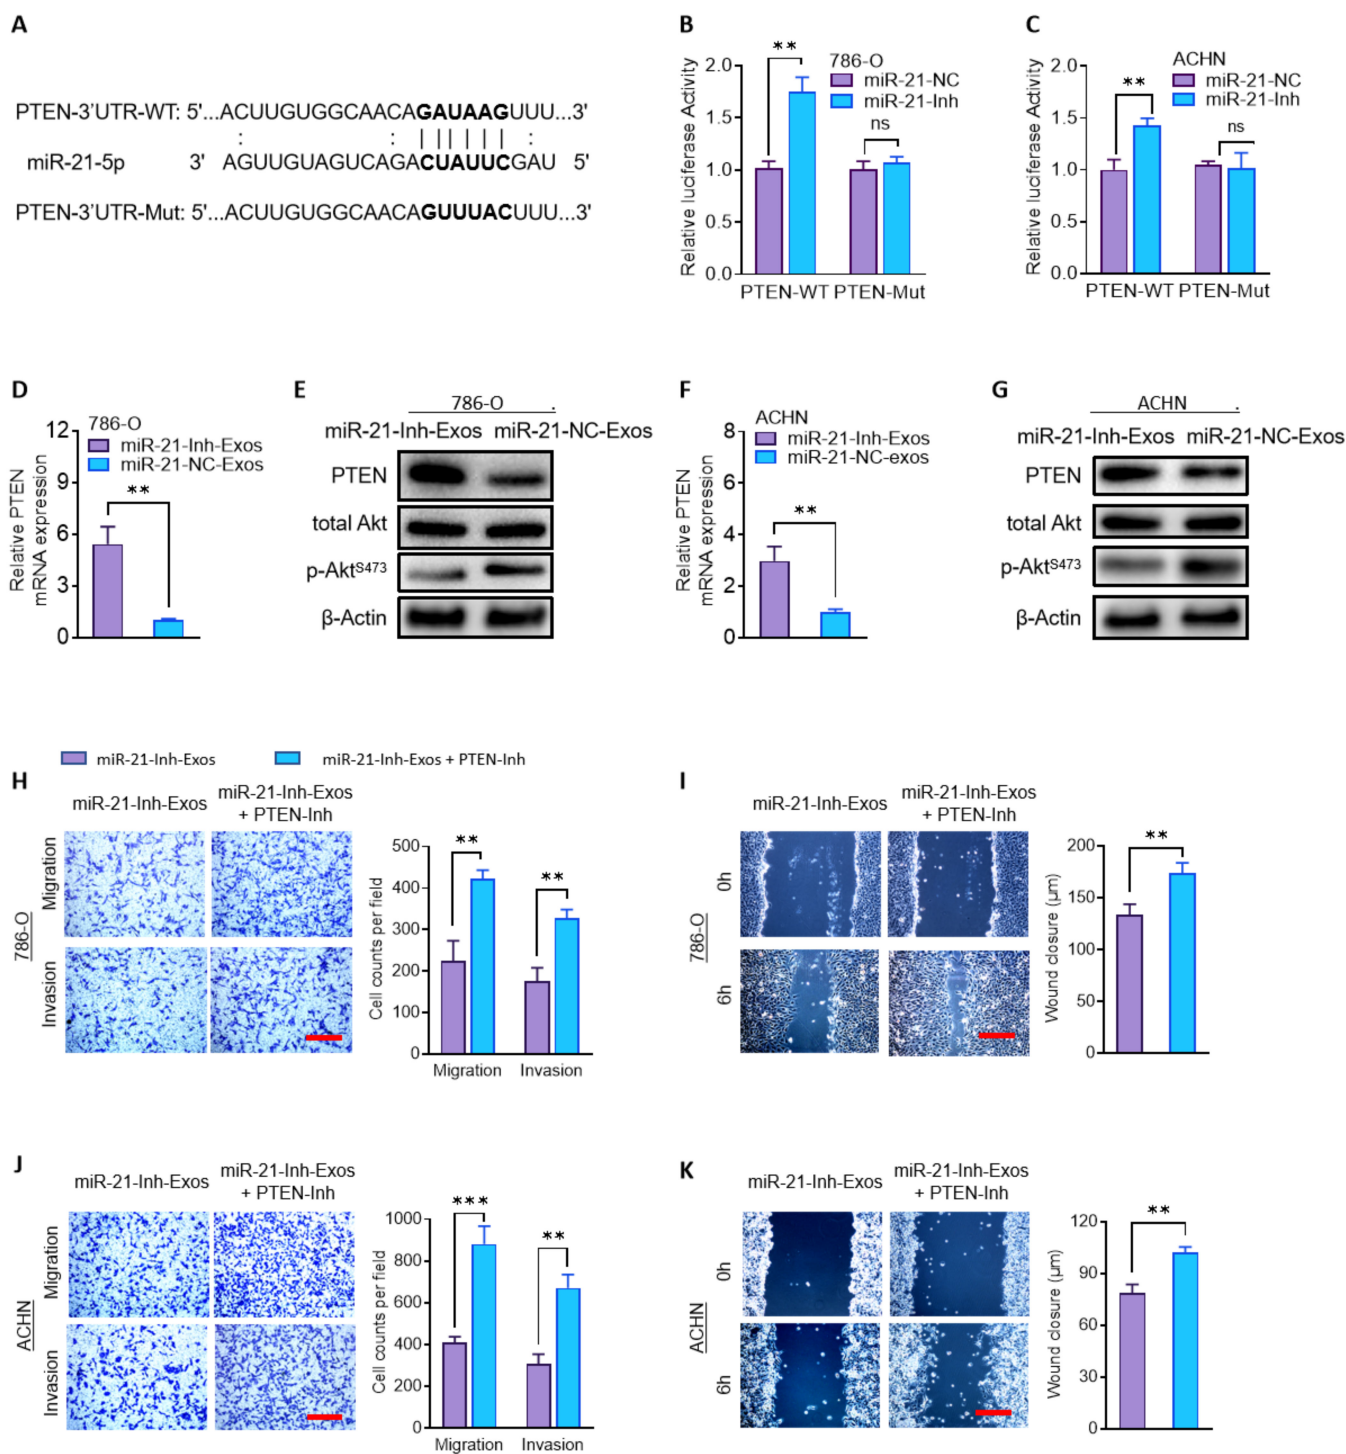 A
PTEN-3'UTR-WT: 5'...ACUUGUGGCAACAGAUAAGUUU...3'
: : | | | | | | :
miR-21-5p 3' AGUUGUAGUCAGACUAUUCGAU 5'
PTEN-3'UTR-Mut: 5'...ACUUGUGGCAACAGUUUACUUU...3'
B
786-O
miR-21-NC
miR-21-Inh
Relative luciferase Activity
2.0
1.5
1.0
0.5
0.0
**
ns
PTEN-WT PTEN-Mut
C
ACHN
miR-21-NC
miR-21-Inh
Relative luciferase Activity
2.0
1.5
1.0
0.5
0.0
**
ns
PTEN-WT PTEN-Mut
D
786-O
miR-21-Inh-Exos
miR-21-NC-Exos
Relative PTEN
mRNA expression
12
9
6
3
0
**
E
786-O .
miR-21-Inh-Exos miR-21-NC-Exos
PTEN
total Akt
p-AktS473
β-Actin
F
ACHN
miR-21-Inh-Exos
miR-21-NC-exos
Relative PTEN
mRNA expression
8
6
4
2
0
**
G
ACHN .
miR-21-Inh-Exos miR-21-NC-Exos
PTEN
total Akt
p-AktS473
β-Actin
miR-21-Inh-Exos miR-21-Inh-Exos + PTEN-Inh
H
miR-21-Inh-Exos miR-21-Inh-Exos
+ PTEN-Inh
786-O
Migration
Invasion
Cell counts per field
500
400
300
200
100
0
**
**
Migration Invasion
I
miR-21-Inh-Exos miR-21-Inh-Exos
+ PTEN-Inh
786-O
0h
6h
Wound closure (µm)
200
150
100
50
0
**
J
miR-21-Inh-Exos miR-21-Inh-Exos
+ PTEN-Inh
ACHN
Migration
Invasion
Cell counts per field
1000
800
600
400
200
0
***
**
Migration Invasion
K
miR-21-Inh-Exos miR-21-Inh-Exos
+ PTEN-Inh
ACHN
0h
6h
Wound closure (µm)
120
90
60
30
0
**